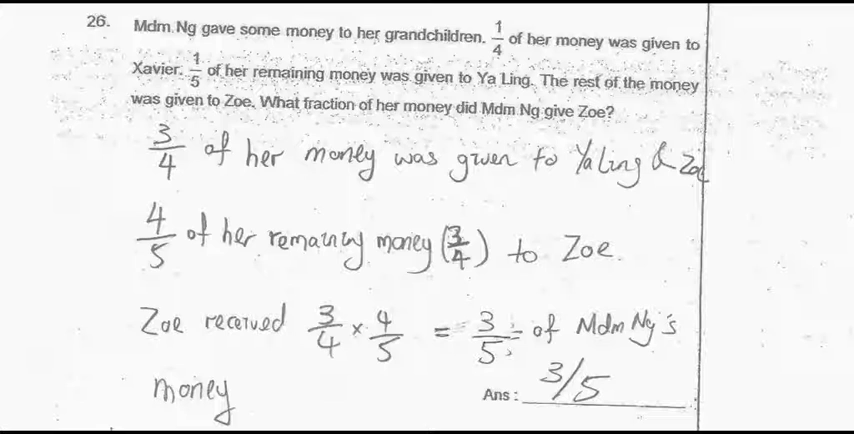 26. Mdm Ng gave some money to her grandchildren. 1/4 of her money was given to
Xavier. 1/5 of her remaining money was given to Ya Ling. The rest of the money
was given to Zoe. What fraction of her money did Mdm Ng give Zoe?
3/4 of her money was given to Ya Ling & Zoe
4/5 of her remaining money (3/4) to Zoe.
Zoe received 3/4 × 4/5 = 3/5 of Mdm Ng's
money
Ans : 3/5